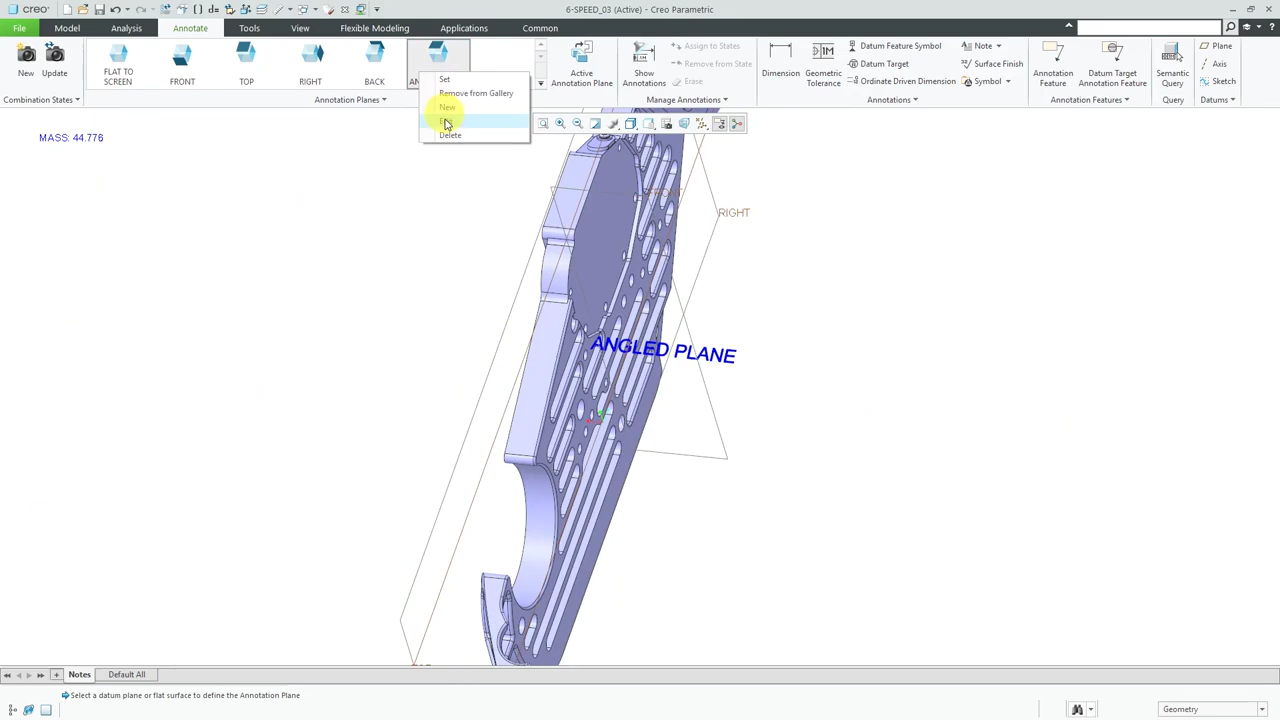 6-SPEED_03 (Active) - Creo Parametric
File Model Analysis Annotate Tools View Flexible Modeling Applications Common
New Update FLAT TO SCREEN FRONT TOP RIGHT BACK Active Annotation Plane Show Annotations Assign to States Remove from State Erase Dimension Geometric Tolerance Datum Feature Symbol Datum Target Ordinate Driven Dimension Note Surface Finish Symbol Annotation Feature Datum Target Annotation Feature Semantic Query Plane Axis Sketch
Combination States Annotation Planes Manage Annotations Annotations Annotation Features Query Datums
Set
Remove from Gallery
New
Delete
MASS: 44.776
FRONT
RIGHT
ANGLED PLANE
Notes Default All
Select a datum plane or flat surface to define the Annotation Plane
Geometry